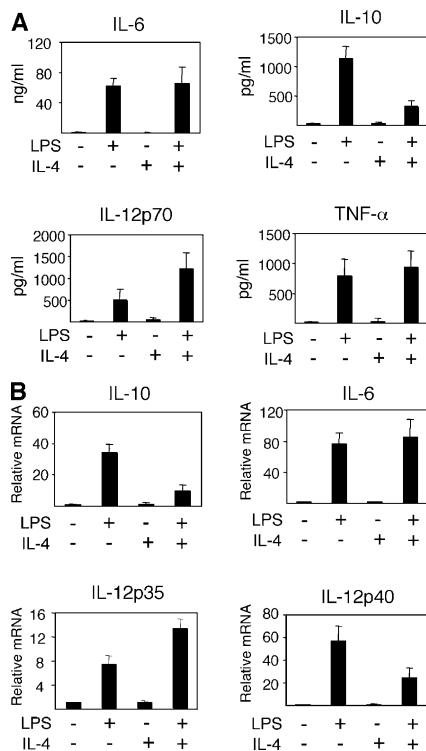 A
IL-6
ng/ml
120
80
40
LPS - + - +
IL-4 - - + +
IL-10
pg/ml
1500
1000
500
LPS - + - +
IL-4 - - + +
IL-12p70
pg/ml
2000
1500
1000
500
LPS - + - +
IL-4 - - + +
TNF-α
pg/ml
1500
1000
500
LPS - + - +
IL-4 - - + +
B
IL-10
Relative mRNA
60
40
20
0
LPS - + - +
IL-4 - - + +
IL-6
Relative mRNA
120
80
40
LPS - + - +
IL-4 - - + +
IL-12p35
Relative mRNA
16
12
8
4
LPS - + - +
IL-4 - - + +
IL-12p40
Relative mRNA
80
60
40
20
0
LPS - + - +
IL-4 - - + +